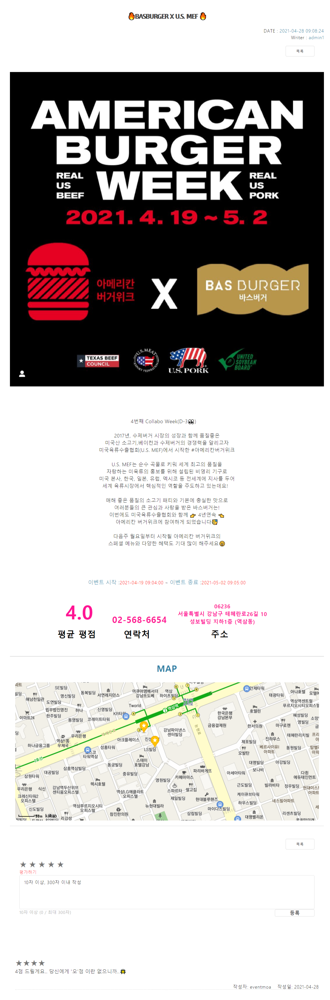 🔥BASBURGER X U.S. MEF 🔥
DATE : 2021-04-28 09:08:24
Writer : admin1
목록
AMERICAN
BURGER
REAL US BEEF WEEK REAL US PORK
2021. 4. 19 ~ 5. 2
아메리칸
버거위크
X
BAS BURGER
바스버거
TEXAS BEEF
COUNCIL
U.S. MEAT
EXPORT FEDERATION
U.S. PORK
UNITED
SOYBEAN
BOARD
4번째 Collabo Week(D-3👀)
2017년, 수제버거 시장의 성장과 함께 품질좋은
미국산 소고기,베이컨과 수제버거의 경쟁력을 알리고자
미국육류수출협회(U.S. MEF)에서 시작한 #아메리칸버거위크
U.S. MEF는 순수 곡물로 키워 세계 최고의 품질을
자랑하는 미육류의 홍보를 위해 설립된 비영리 기구로
미국 본사, 한국, 일본, 유럽, 멕시코 등 전세계에 지사를 두어
세계 육류시장에서 핵심적인 역할을 주도하고 있는데요!
매해 좋은 품질의 소고기 패티와 기본에 충실한 맛으로
여러분들의 큰 관심과 사랑을 받은 바스버거는!
이번에도 미국육류수출협회와 함께 👉 4년연속 👈
아메리칸 버거위크에 참여하게 되었습니다🥳
다음주 월요일부터 시작될 아메리칸 버거위크의
스페셜 메뉴와 다양한 혜택도 기대 많이 해주세요😆
이벤트 시작 :2021-04-19 09:04:00 ~ 이벤트 종료 :2021-05-02 09:05:00
4.0
평균 평점
02-568-6654
연락처
06236
서울특별시 강남구 테헤란로26길 10
성보빌딩 지하1층 (역삼동)
주소
MAP
SE빌딩
동복빌딩
서연레지던스
머큐어앰배서더
강남쏘도베
역삼
하이츠빌딩
안제타워
태광타워
아나호텔
해남천일관
도연빌딩
명신빌딩
법무법인영진
하나
신영빌딩
Tworld
KR타워
역삼역
역삼역센트럴
푸르지오시티오피스텔
호텔린
이마트24
한주빌딩
동영빌딩
코레이트타워
한국은행
강남본부
혜성빌딩
영빌딩
우리은행
테헤란로
강남파이낸스
센터빌딩
금융결제원
한서의원
마구로젠
역삼1동
우체국
아크플레이스
논현로
제포빌딩
진하우스
테헤란리치빌
하나금융그룹
성홍타워
LS빌딩
오발탄
베르사이유I
아파트
동원빌딩
포스코
타워역삼
스테이
호텔강남
대명빌딩
아강빌딩
2호선
삼흥역삼빌딩
동궁빌딩
파리바게뜨
보나비
대공빌딩
중유빌딩
카페마마스
아세아타워
다흰
에듀테인먼트
삼원타워
렉시호텔
영원빌딩
근도빌딩
빌라비타
정우빌딩
우리은행
식신
강남역두산위브
센티움오피스텔
역삼LG에클라트
오피스텔
스파르타
쌀고집
케이큐브타워
크레신타워2
오피스텔
제일빌딩
현대블루핸즈
하우스빌딩
네스빌아파트
신도빌딩
역삼푸르지오시티
오피스텔
참진한의원
뉴현대빌라
마이다스빌딩
삼립빌딩
대명벨리온
리센츠빌딩
리강성
50m
kakao
목록
★ ★ ★ ★ ★
평가하기
10자 이상, 300자 이내 작성
10자 이상 (0 / 최대 300자)
등록
★★★★
4점 드릴게요.. 당신에게 '오'점 이란 없으니까..🌟
작성자: eventmoa 작성일: 2021-04-28